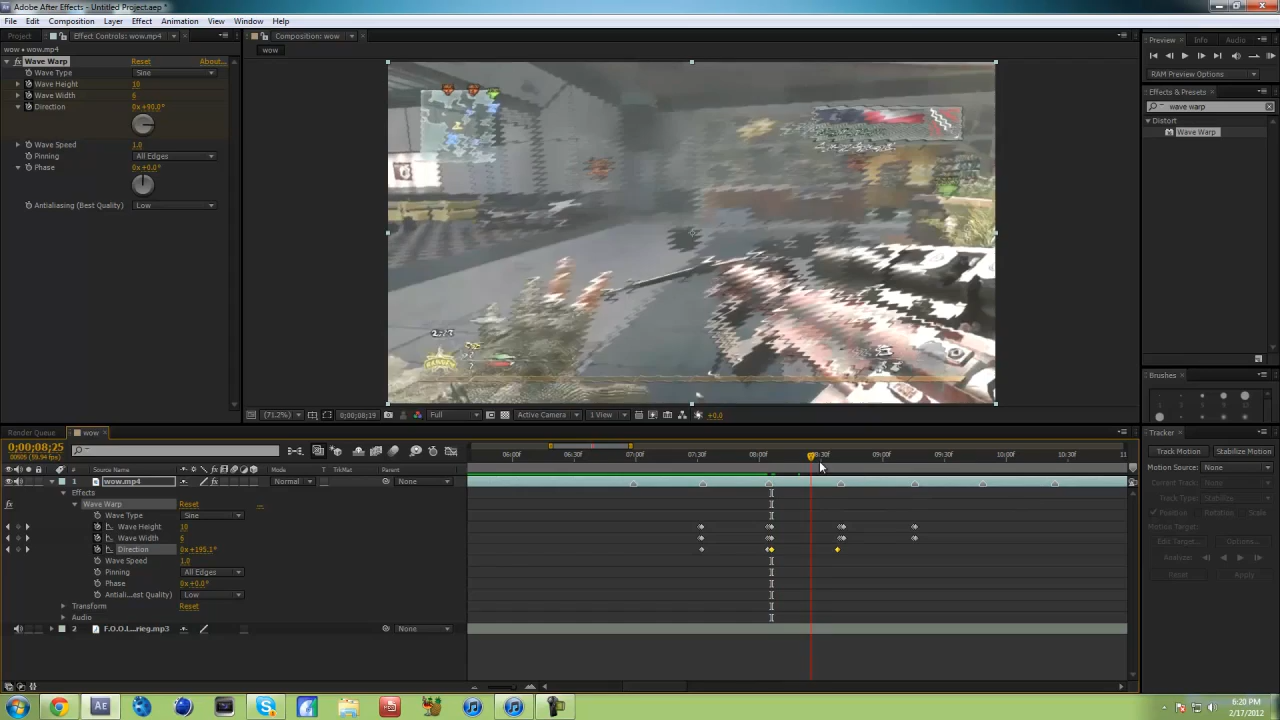 Adobe After Effects - Untitled Project.aep *
File Edit Composition Layer Effect Animation View Window Help
Project Effect Controls: wow.mp4
wow • wow.mp4
Wave Warp Reset About...
Wave Type Sine
Wave Height 10
Wave Width 6
Direction 0x+90.0°
Wave Speed 1.0
Pinning All Edges
Phase 0x+0.0°
Antialiasing (Best Quality) Low
Composition: wow
wow
(71.2%) 0;00;08;19 Full Active Camera 1 View +0.0
Preview Info Audio
RAM Preview Options
Effects & Presets
wave warp
Distort
Wave Warp
Brushes
1 3 5 9 13
Render Queue wow
0;00;08;25
00505 (59.94 fps)
# Source Name Mode T TrkMat Parent
06:00f 06:30f 07:00f 07:30f 08:00f 08:30f 09:00f 09:30f 10:00f 10:30f 11
1 wow.mp4 Normal None
Effects
Wave Warp Reset ...
Wave Type Sine
Wave Height 10
Wave Width 6
Direction 0x+195.1°
Wave Speed 1.0
Pinning All Edges
Phase 0x+0.0°
Antiali...est Quality) Low
Transform Reset
Audio
2 F.O.O.l....rieg.mp3 None
Tracker
Track Motion Stabilize Motion
Motion Source: None
Current Track: None
Track Type: Stabilize
Position Rotation Scale
Motion Target:
Edit Target... Options...
Analyze:
Reset Apply
6:20 PM
2/17/2012